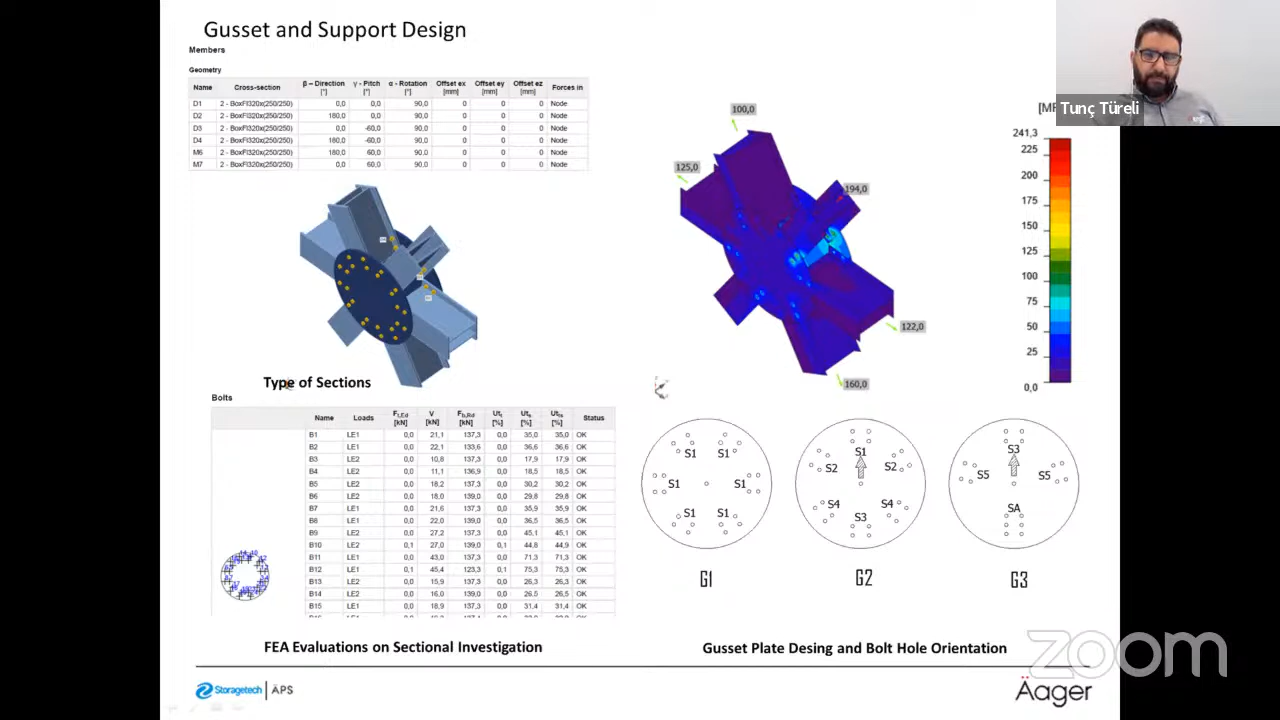 Gusset and Support Design
Members
Geometry
Name Cross-section β – Direction [°] γ - Pitch [°] α - Rotation [°] Offset ex [mm] Offset ey [mm] Offset ez [mm] Forces in
D1 2 - BoxFl320x(250/250) 0,0 0,0 90,0 0 0 0 Node
D2 2 - BoxFl320x(250/250) 180,0 0,0 90,0 0 0 0 Node
D3 2 - BoxFl320x(250/250) 0,0 -60,0 90,0 0 0 0 Node
D4 2 - BoxFl320x(250/250) 180,0 -60,0 90,0 0 0 0 Node
M6 2 - BoxFl320x(250/250) 180,0 60,0 90,0 0 0 0 Node
M7 2 - BoxFl320x(250/250) 0,0 60,0 90,0 0 0 0 Node
Type of Sections
Bolts
Name Loads Ft,Ed [kN] V [kN] Fb,Rd [kN] Utt [%] Uts [%] Utts [%] Status
B1 LE1 0,0 21,1 137,3 0,0 35,0 35,0 OK
B2 LE1 0,0 22,1 133,6 0,0 36,6 36,6 OK
B3 LE2 0,0 10,8 137,3 0,0 17,9 17,9 OK
B4 LE2 0,0 11,1 136,9 0,0 18,5 18,5 OK
B5 LE2 0,0 18,2 137,3 0,0 30,2 30,2 OK
B6 LE2 0,0 18,0 139,0 0,0 29,8 29,8 OK
B7 LE1 0,0 21,6 137,3 0,0 35,9 35,9 OK
B8 LE1 0,0 22,0 139,0 0,0 36,5 36,5 OK
B9 LE2 0,0 27,2 137,3 0,0 45,1 45,1 OK
B10 LE2 0,1 27,0 139,0 0,1 44,8 44,9 OK
B11 LE1 0,0 43,0 137,3 0,0 71,3 71,3 OK
B12 LE1 0,1 45,4 123,3 0,1 75,3 75,3 OK
B13 LE2 0,0 15,9 137,3 0,0 26,3 26,3 OK
B14 LE2 0,0 16,0 139,0 0,0 26,5 26,5 OK
B15 LE1 0,0 18,9 137,3 0,0 31,4 31,4 OK
FEA Evaluations on Sectional Investigation
100,0
125,0
194,0
122,0
160,0
Tunç Türeli
241,3
225
200
175
150
125
100
75
50
25
0,0
S1 S1
S1 S1
S1 S1
G1
S1
S2 S2
S4 S4
S3
G2
S3
S5 S5
SA
G3
Gusset Plate Desing and Bolt Hole Orientation
zoom
Storagetech | APS
Äager